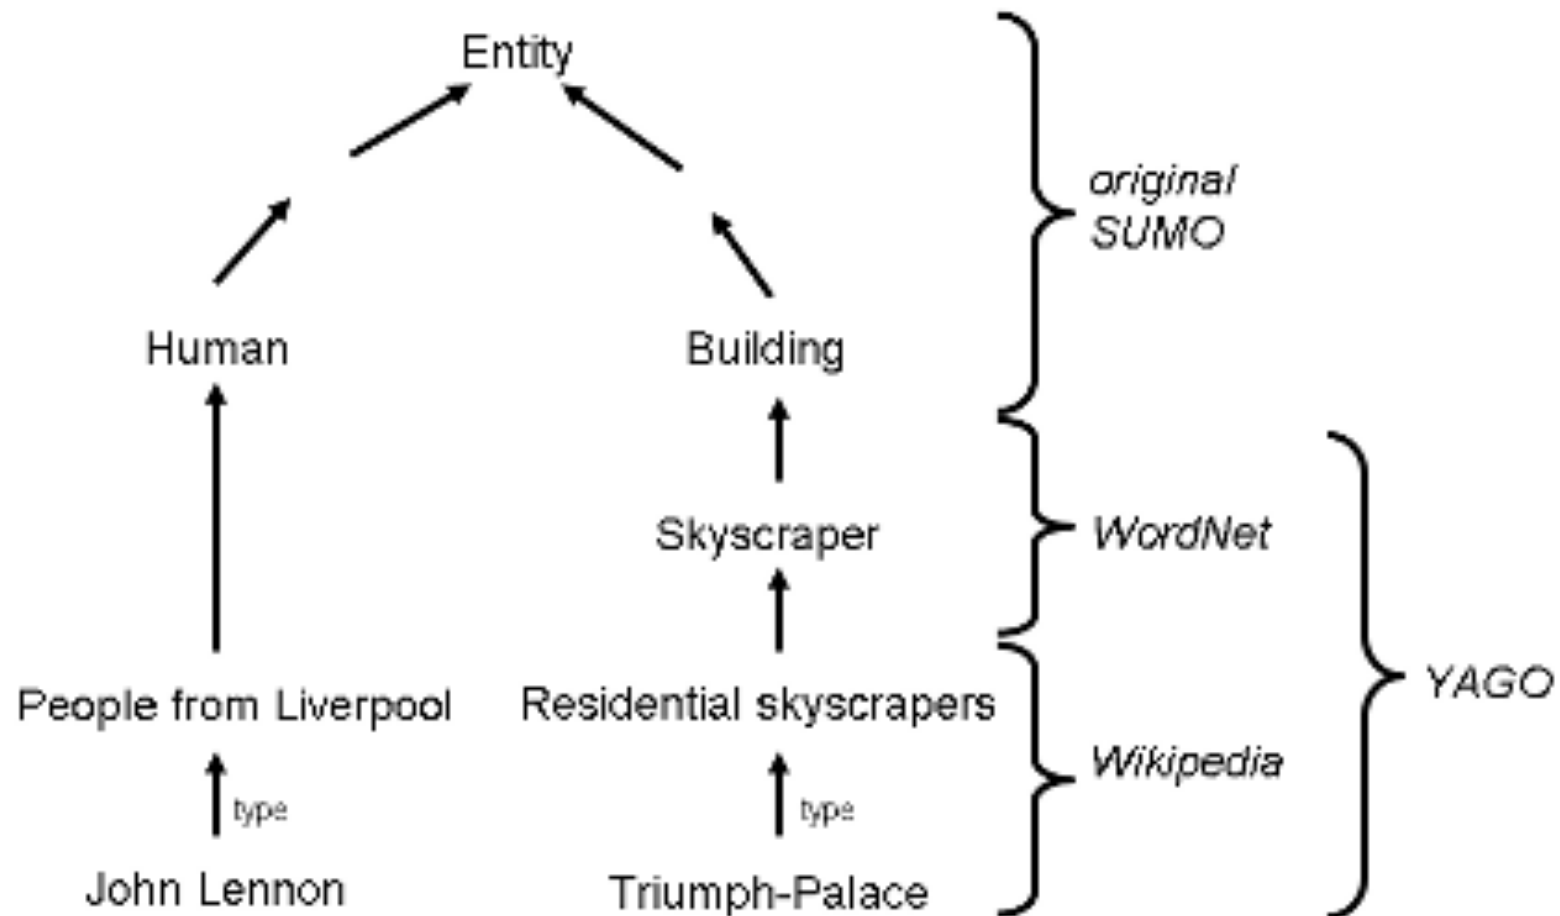 Entity
original
SUMO
Human
Building
Skyscraper
WordNet
People from Liverpool
Residential skyscrapers
YAGO
Wikipedia
type
type
John Lennon
Triumph-Palace